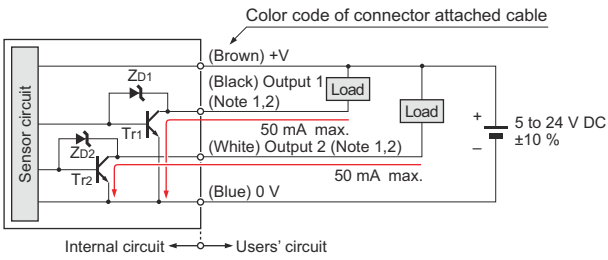 Color code of connector attached cable
(Brown) +V
ZD1
(Black) Output 1
Load
(Note 1,2)
Load
Sensor circuit
Tr1
50 mA max.
+
5 to 24 V DC
±10 %
–
ZD2
(White) Output 2 (Note 1,2)
Tr2
50 mA max.
(Blue) 0 V
Internal circuit
Users' circuit